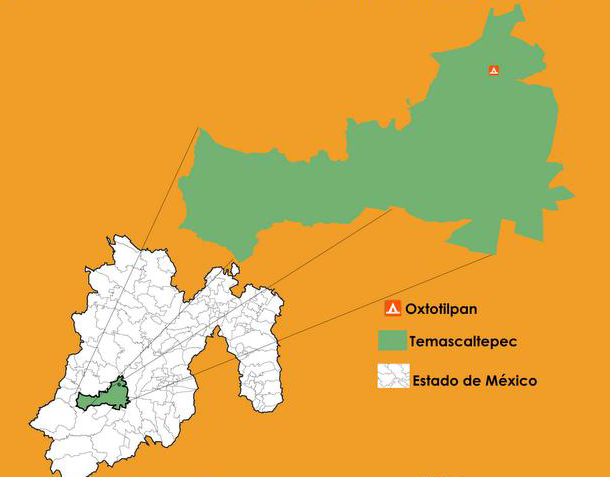 Oxtotilpan
Temascaltepec
Estado de México